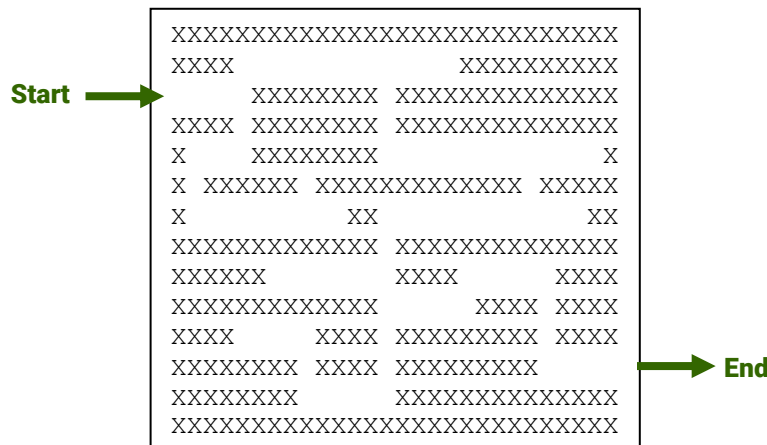 XXXXXXXXXXXXXXXXXXXXXXXXXXXX
XXXX              XXXXXXXXXX
Start      XXXXXXXX XXXXXXXXXXXXXX
XXXX XXXXXXXX XXXXXXXXXXXXXX
X    XXXXXXXX              X
X XXXXXX XXXXXXXXXXXXX XXXXX
X          XX             XX
XXXXXXXXXXXXX XXXXXXXXXXXXXX
XXXXXX        XXXX      XXXX
XXXXXXXXXXXXX      XXXX XXXX
XXXX     XXXX XXXXXXXXX XXXX
XXXXXXXX XXXX XXXXXXXXX      End
XXXXXXXX      XXXXXXXXXXXXXX
XXXXXXXXXXXXXXXXXXXXXXXXXXXX